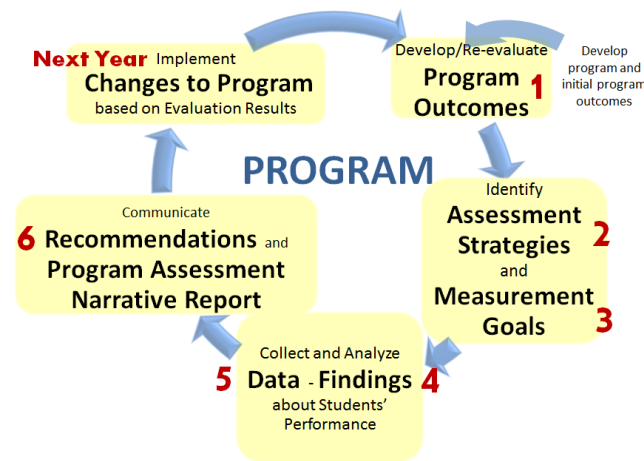 Next Year Implement
Changes to Program
based on Evaluation Results
Develop/Re-evaluate
Program
Outcomes 1
Develop
program and
initial program
outcomes
PROGRAM
Identify
Assessment
Strategies 2
and
Measurement
Goals 3
Collect and Analyze
5 Data - Findings 4
about Students'
Performance
Communicate
6 Recommendations and
Program Assessment
Narrative Report